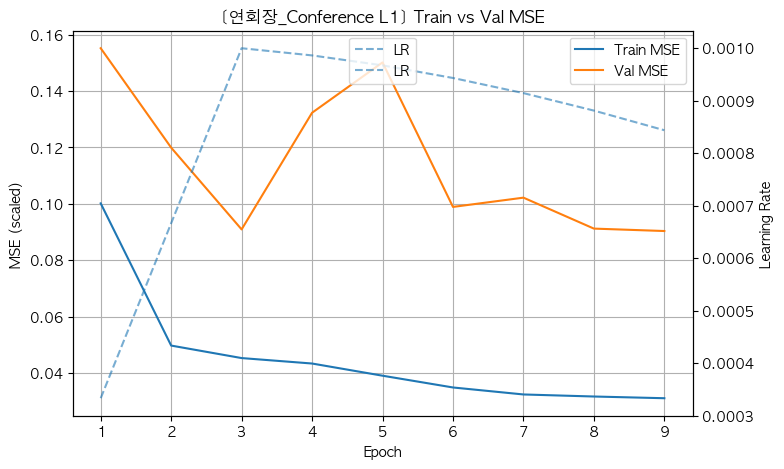 [연회장_Conference L1] Train vs Val MSE
MSE (scaled)
0.16
0.14
0.12
0.10
0.08
0.06
0.04
LR
LR
Train MSE
Val MSE
0.0010
0.0009
0.0008
0.0007
0.0006
0.0005
0.0004
0.0003
Learning Rate
1 2 3 4 5 6 7 8 9
Epoch